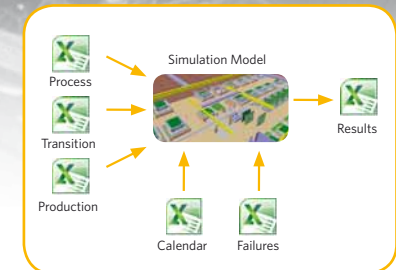 Simulation Model
Process
Transition
Results
Production
Calendar
Failures